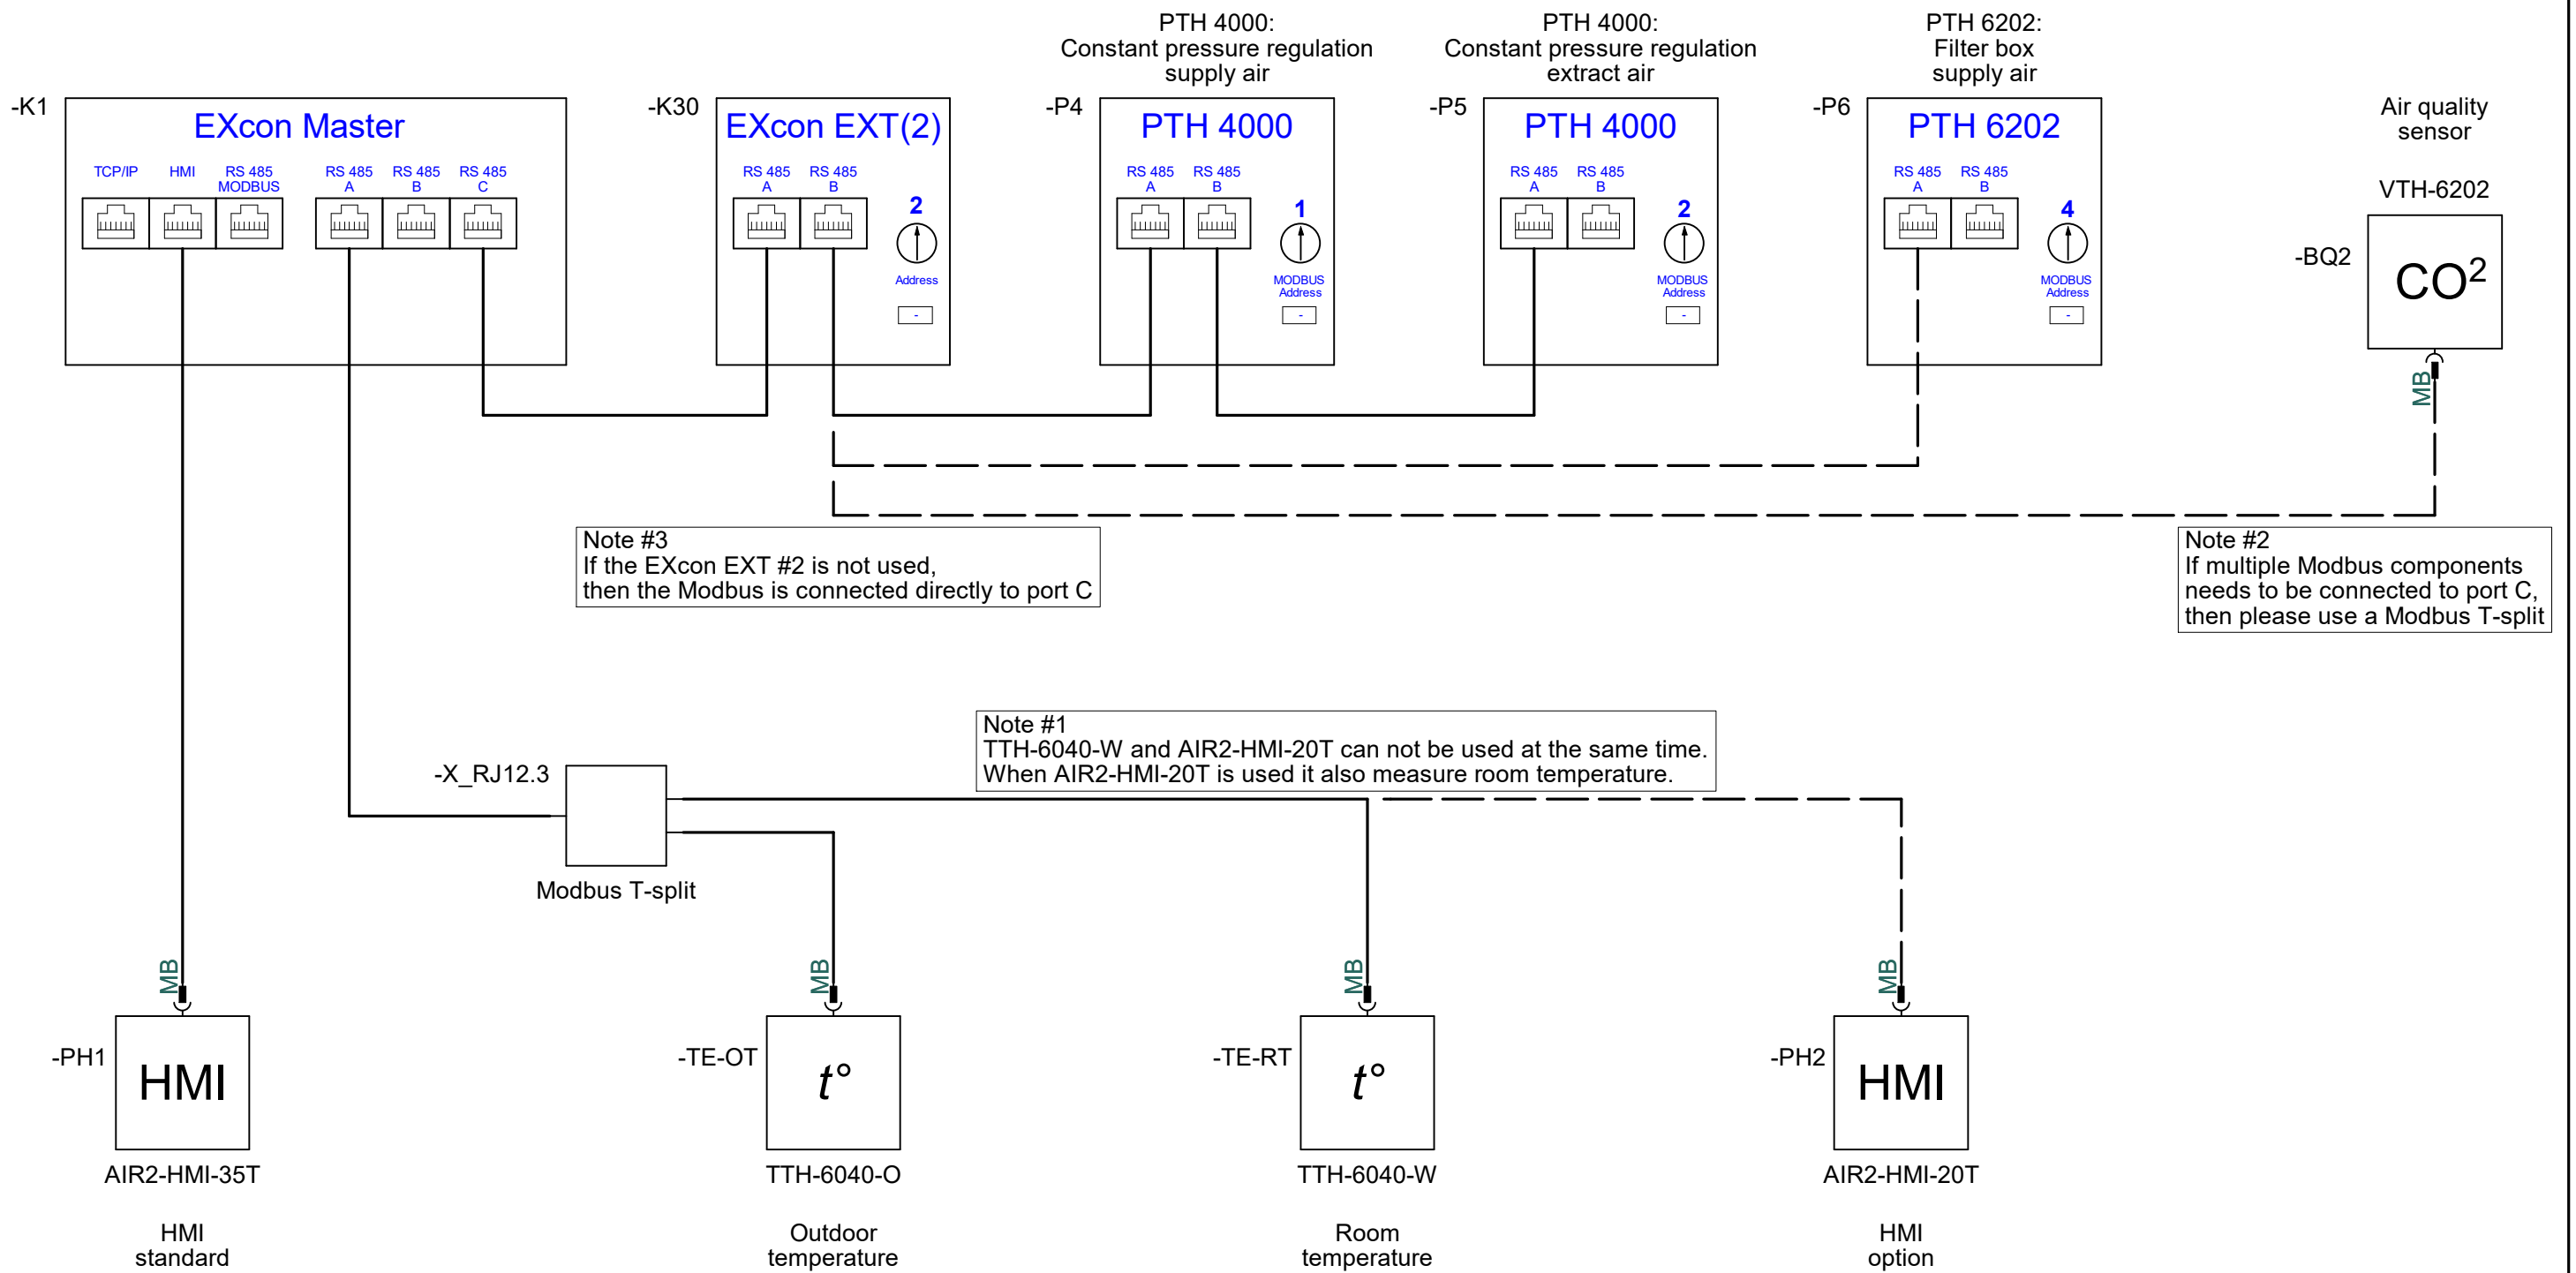 PTH 4000:
Constant pressure regulation
supply air
PTH 4000:
Constant pressure regulation
extract air
PTH 6202:
Filter box
supply air
-K1
EXcon Master
TCP/IP
HMI
RS 485
MODBUS
RS 485
A
RS 485
B
RS 485
C
-K30
EXcon EXT(2)
RS 485
A
RS 485
B
2
Address
-
-P4
PTH 4000
RS 485
A
RS 485
B
1
MODBUS
Address
-
-P5
PTH 4000
RS 485
A
RS 485
B
2
MODBUS
Address
-
-P6
PTH 6202
RS 485
A
RS 485
B
4
MODBUS
Address
-
Air quality
sensor
VTH-6202
-BQ2
CO²
MB
Note #3
If the EXcon EXT #2 is not used,
then the Modbus is connected directly to port C
Note #2
If multiple Modbus components
needs to be connected to port C,
then please use a Modbus T-split
Note #1
TTH-6040-W and AIR2-HMI-20T can not be used at the same time.
When AIR2-HMI-20T is used it also measure room temperature.
-X_RJ12.3
Modbus T-split
MB
-PH1
HMI
AIR2-HMI-35T
HMI
standard
MB
-TE-OT
t°
TTH-6040-O
Outdoor
temperature
MB
-TE-RT
t°
TTH-6040-W
Room
temperature
MB
-PH2
HMI
AIR2-HMI-20T
HMI
option